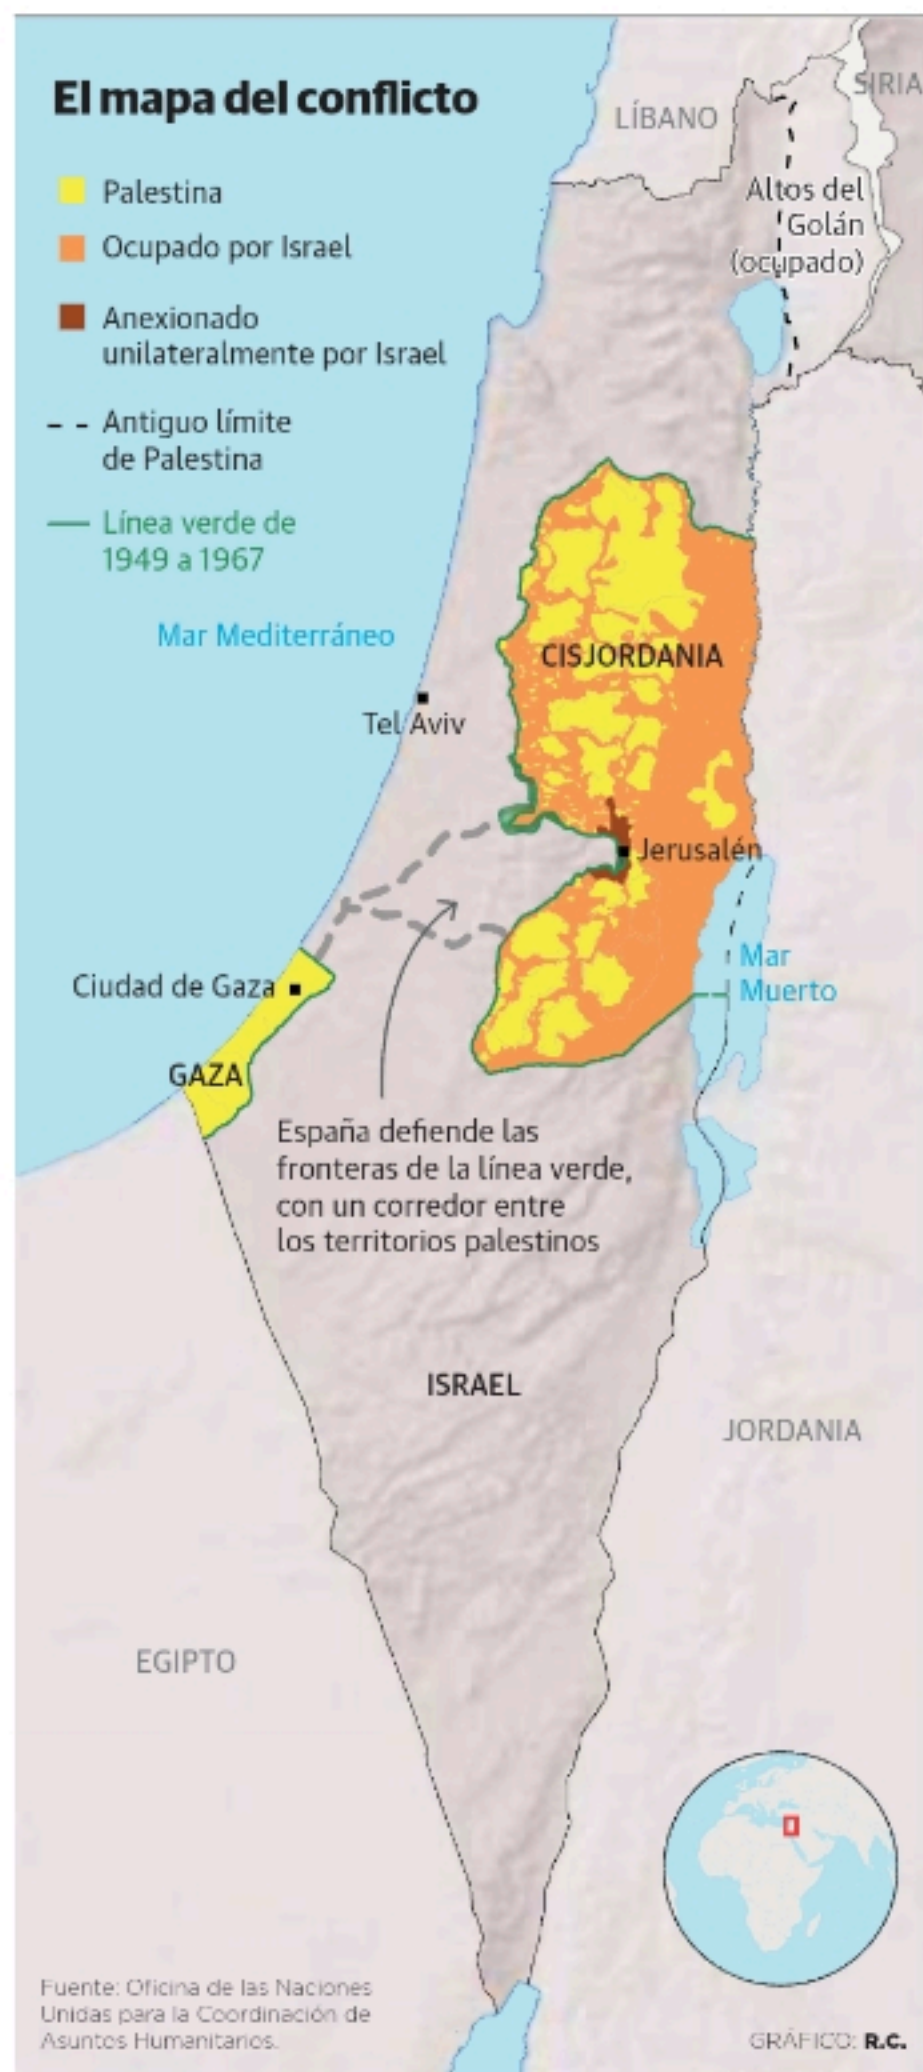 El mapa del conflicto
Palestina
Ocupado por Israel
Anexionado
unilateralmente por Israel
Antiguo límite
de Palestina
Línea verde de
1949 a 1967
LÍBANO
SIRIA
Altos del
Golán
(ocupado)
Mar Mediterráneo
CISJORDANIA
Tel Aviv
Jerusalén
Mar
Muerto
Ciudad de Gaza
GAZA
España defiende las
fronteras de la línea verde,
con un corredor entre
los territorios palestinos
ISRAEL
JORDANIA
EGIPTO
Fuente: Oficina de las Naciones
Unidas para la Coordinación de
Asuntos Humanitarios.
GRÁFICO: R.C.